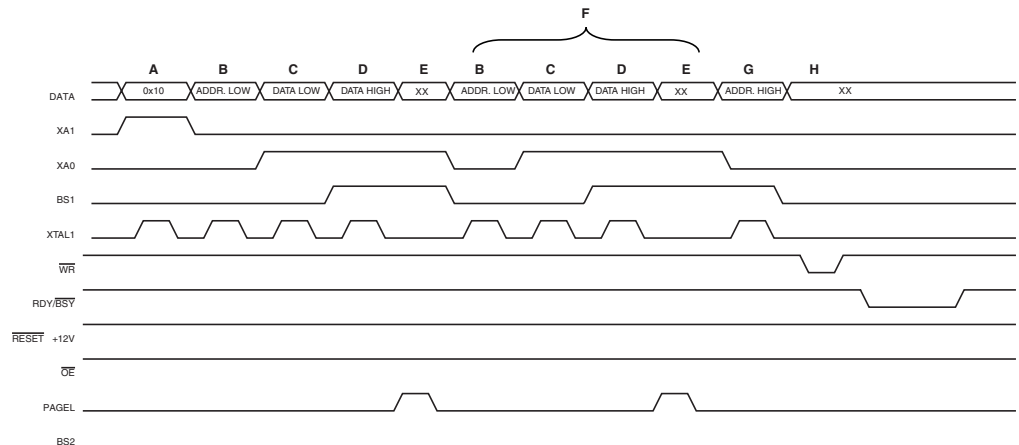 F
A B C D E B C D E G H
DATA 0x10 ADDR. LOW DATA LOW DATA HIGH XX ADDR. LOW DATA LOW DATA HIGH XX ADDR. HIGH XX
XA1
XA0
BS1
XTAL1
WR
RDY/BSY
RESET +12V
OE
PAGEL
BS2